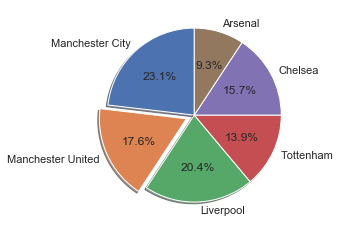 Arsenal
Manchester City
9.3%
Chelsea
23.1%
15.7%
17.6%
13.9%
Manchester United
Tottenham
20.4%
Liverpool